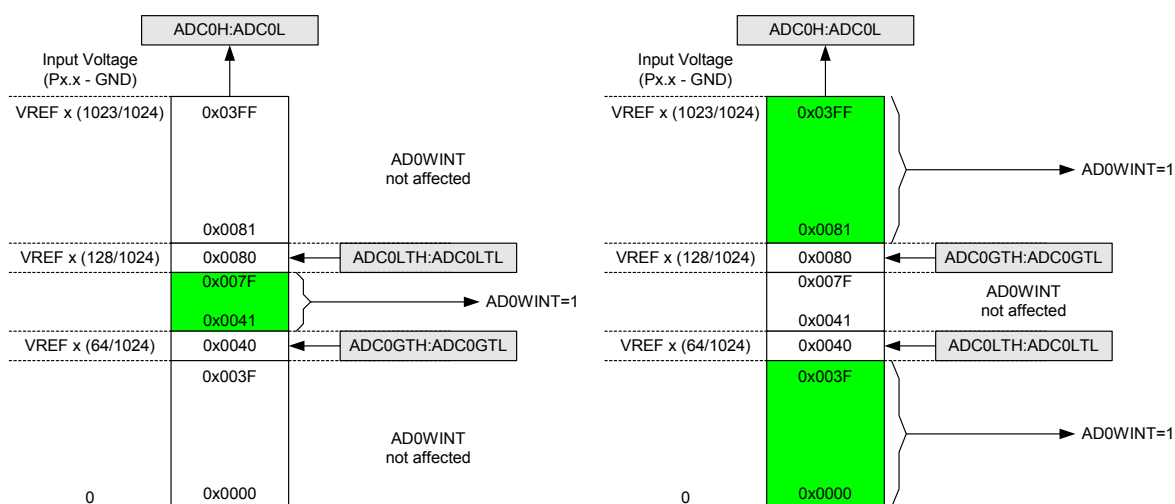 ADC0H:ADC0L
Input Voltage
(Px.x - GND)
VREF x (1023/1024)
0x03FF
AD0WINT
not affected
0x0081
VREF x (128/1024)
0x0080
ADC0LTH:ADC0LTL
0x007F
AD0WINT=1
0x0041
VREF x (64/1024)
0x0040
ADC0GTH:ADC0GTL
0x003F
AD0WINT
not affected
0
0x0000
ADC0H:ADC0L
Input Voltage
(Px.x - GND)
VREF x (1023/1024)
0x03FF
AD0WINT=1
0x0081
VREF x (128/1024)
0x0080
ADC0GTH:ADC0GTL
0x007F
AD0WINT
not affected
0x0041
VREF x (64/1024)
0x0040
ADC0LTH:ADC0LTL
0x003F
AD0WINT=1
0
0x0000